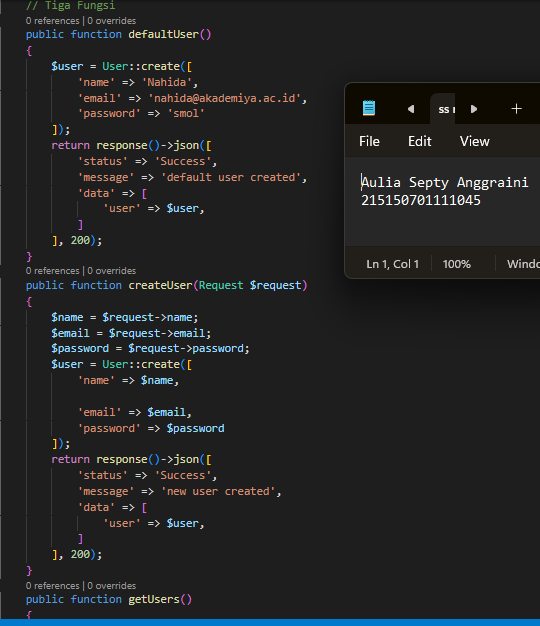 // Tiga Fungsi
0 references | 0 overrides
public function defaultUser()
{
$user = User::create([
'name' => 'Nahida',
'email' => 'nahida@akademiya.ac.id',
'password' => 'smol'
]);
return response()->json([
'status' => 'Success',
'message' => 'default user created',
'data' => [
'user' => $user,
]
], 200);
}
0 references | 0 overrides
public function createUser(Request $request)
{
$name = $request->name;
$email = $request->email;
$password = $request->password;
$user = User::create([
'name' => $name,
'email' => $email,
'password' => $password
]);
return response()->json([
'status' => 'Success',
'message' => 'new user created',
'data' => [
'user' => $user,
]
], 200);
}
0 references | 0 overrides
public function getUsers()
{
ss
File Edit View
Aulia Septy Anggraini
215150701111045
Ln 1, Col 1 100% Windo